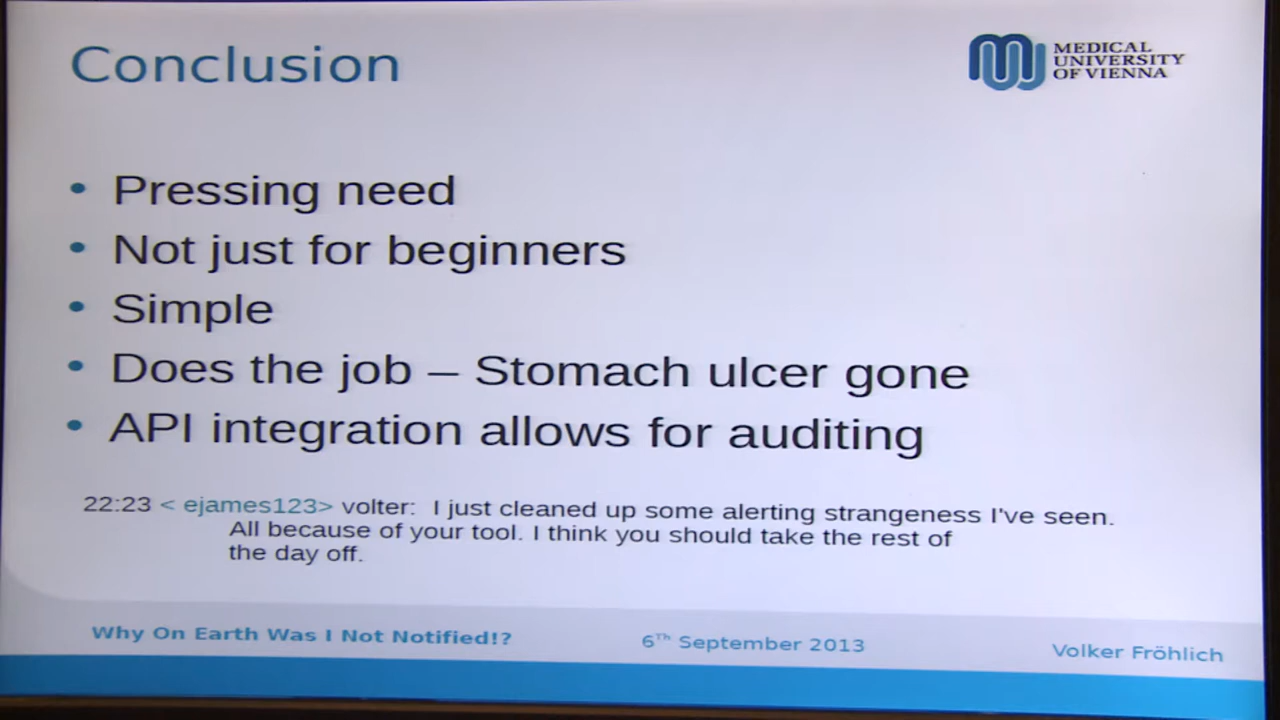 Conclusion
MEDICAL
UNIVERSITY
OF VIENNA
• Pressing need
• Not just for beginners
• Simple
• Does the job – Stomach ulcer gone
• API integration allows for auditing
22:23 < ejames123> volter: I just cleaned up some alerting strangeness I've seen.
All because of your tool. I think you should take the rest of
the day off.
Why On Earth Was I Not Notified!?
6Th September 2013
Volker Fröhlich